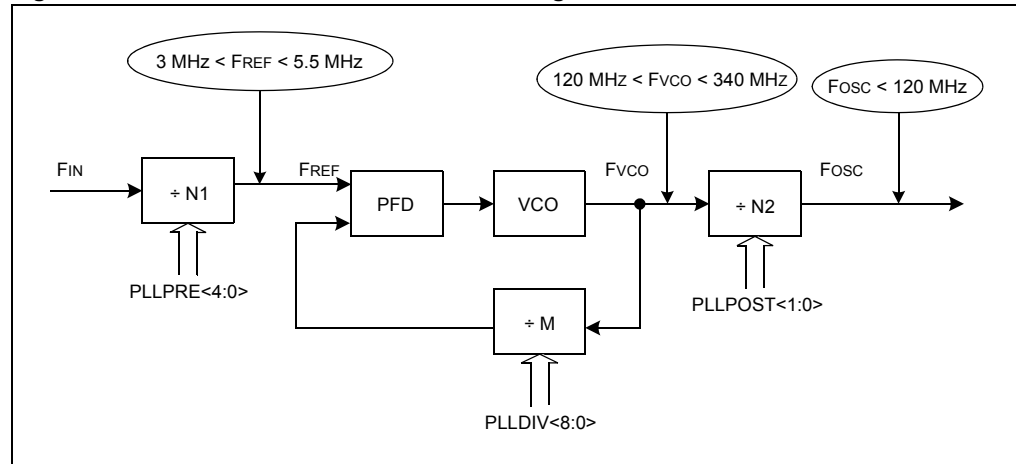 3 MHz < FREF < 5.5 MHz
120 MHz < FVCO < 340 MHz
FOSC < 120 MHz
FIN
÷ N1
FREF
PFD
VCO
FVCO
÷ N2
FOSC
PLLPRE<4:0>
÷ M
PLLPOST<1:0>
PLLDIV<8:0>